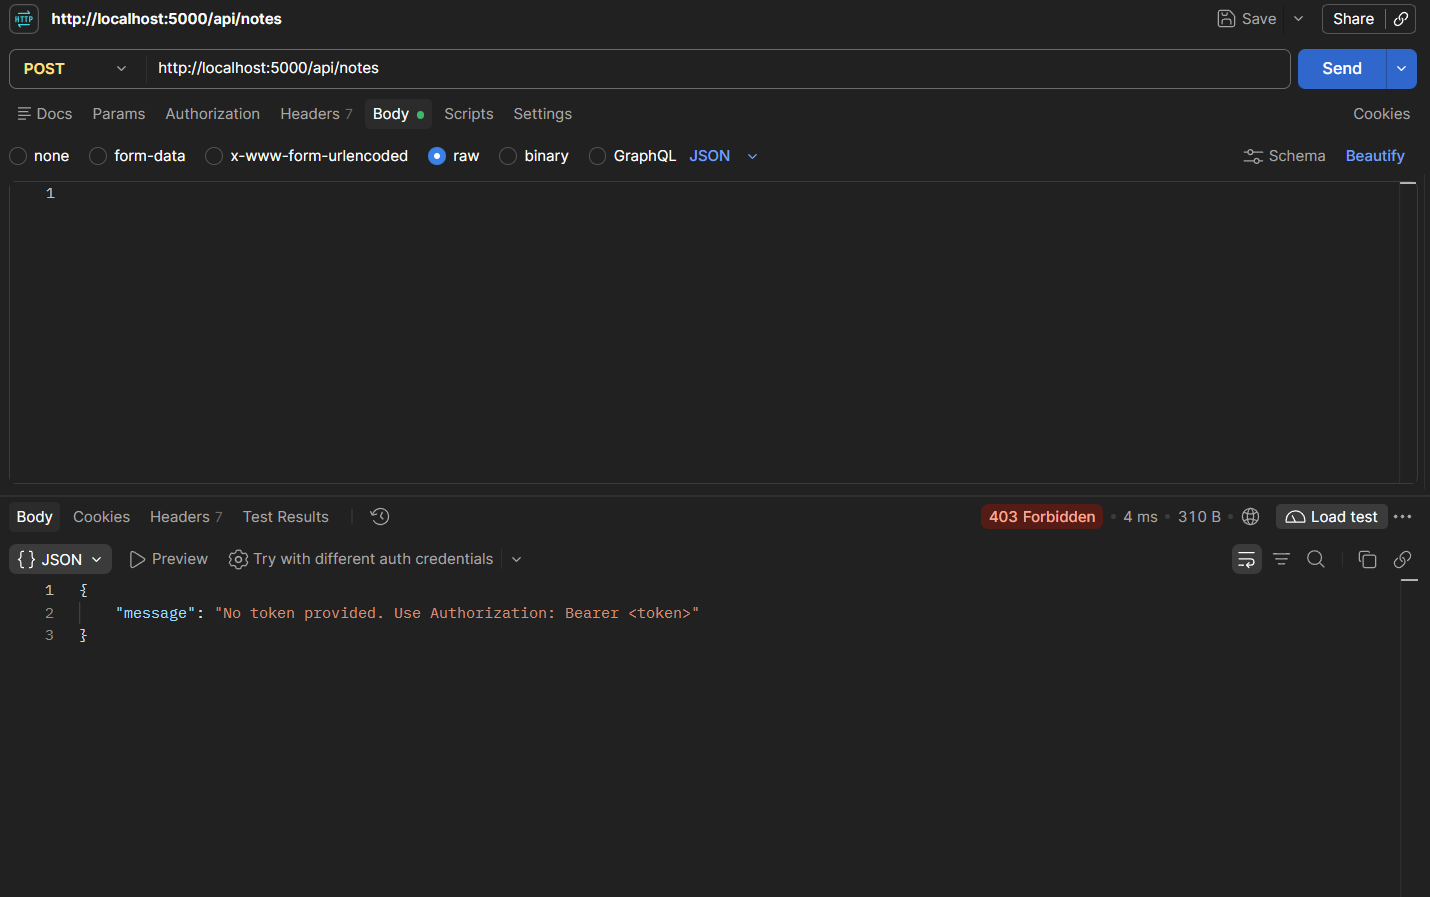 HTTP http://localhost:5000/api/notes Save Share
POST http://localhost:5000/api/notes Send
Docs Params Authorization Headers 7 Body Scripts Settings Cookies
none form-data x-www-form-urlencoded raw binary GraphQL JSON Schema Beautify
1
Body Cookies Headers 7 Test Results 403 Forbidden 4 ms 310 B Load test
{} JSON Preview Try with different auth credentials
1 {
2 "message": "No token provided. Use Authorization: Bearer <token>"
3 }